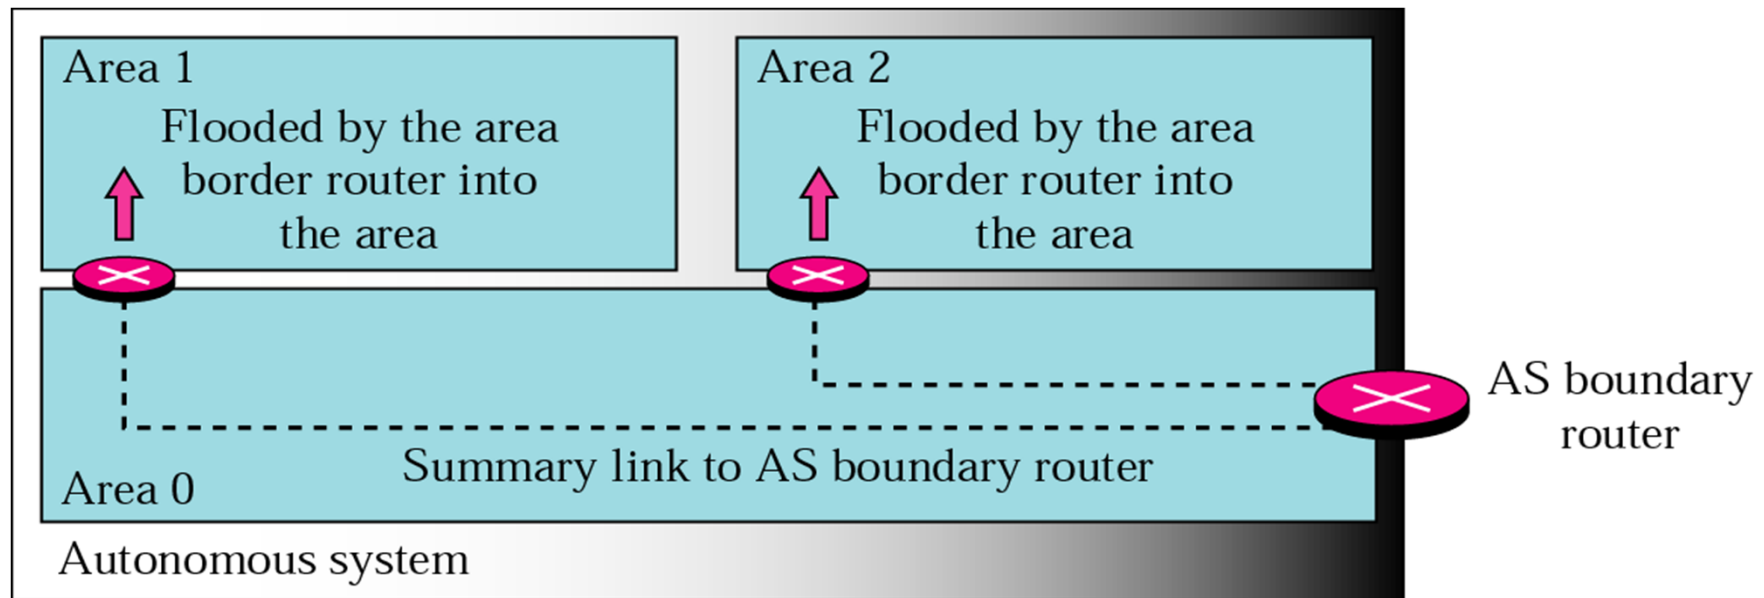 Area 1
Flooded by the area
border router into
the area
Area 2
Flooded by the area
border router into
the area
AS boundary
router
Summary link to AS boundary router
Area 0
Autonomous system